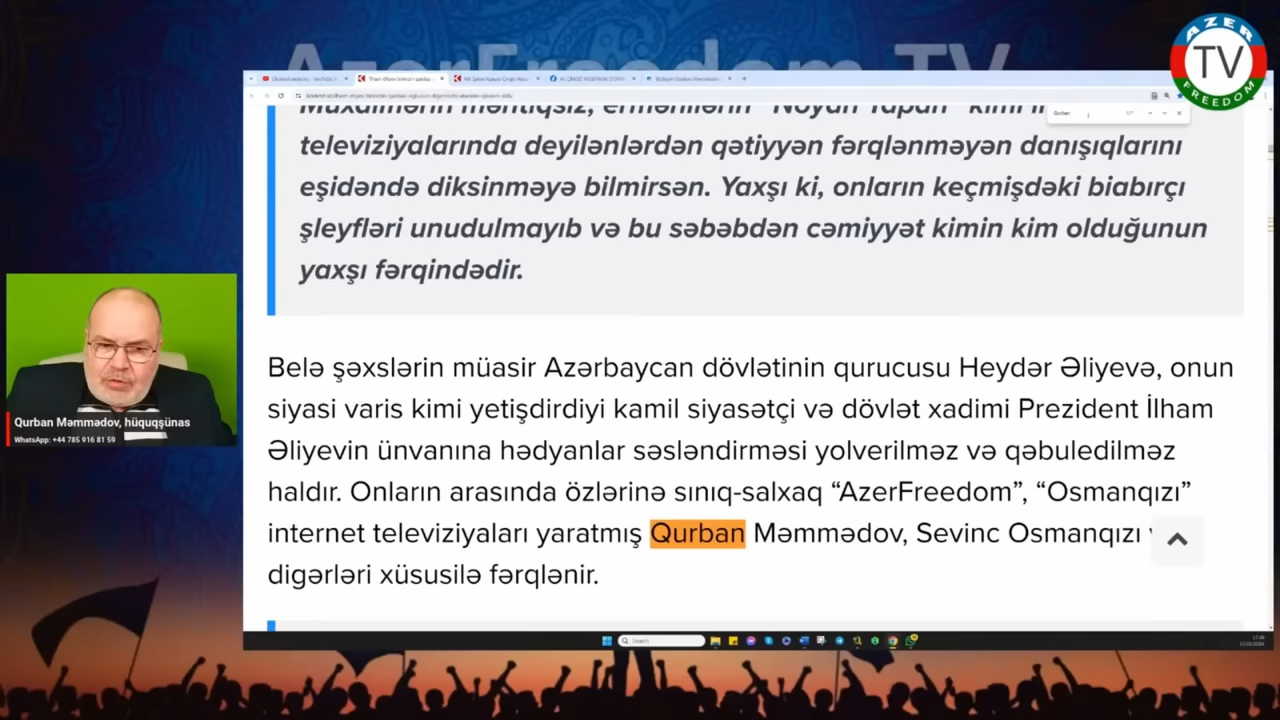 AzerFreedom TV
AZER
TV
FREEDOM
Qurban
televiziyalarında deyilənlərdən qətiyyən fərqlənməyən danışıqlarını
eşidəndə diksinməyə bilmirsən. Yaxşı ki, onların keçmişdəki biabırçı
şleyfləri unudulmayıb və bu səbəbdən cəmiyyət kimin kim olduğunun
yaxşı fərqindədir.
Belə şəxslərin müasir Azərbaycan dövlətinin qurucusu Heydər Əliyevə, onun
siyasi varis kimi yetişdirdiyi kamil siyasətçi və dövlət xadimi Prezident İlham
Əliyevin ünvanına hədyanlar səsləndirməsi yolverilməz və qəbuledilməz
haldır. Onların arasında özlərinə sınıq-salxaq “AzerFreedom”, “Osmanqızı”
internet televiziyaları yaratmış Qurban Məmmədov, Sevinc Osmanqızı
digərləri xüsusilə fərqlənir.
Qurban Məmmədov, hüquqşünas
WhatsApp: +44 785 916 81 59
Search